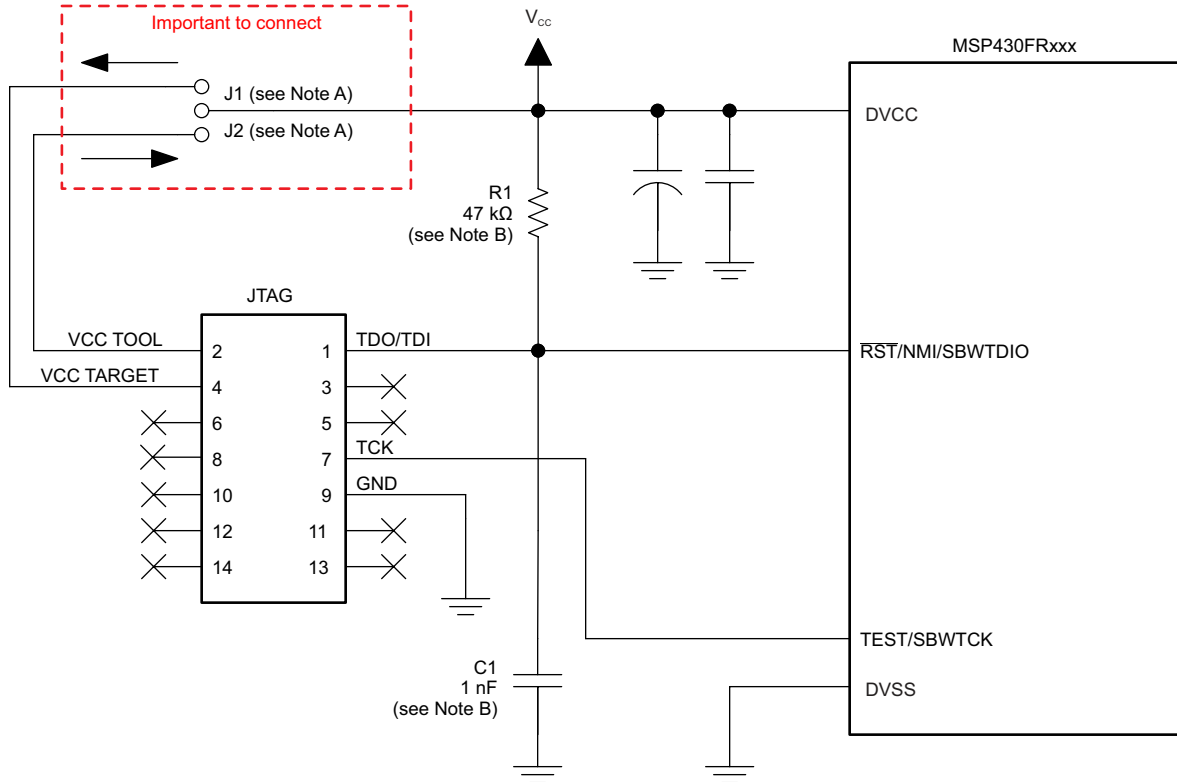 Important to connect
VCC
MSP430FRxxx
J1 (see Note A)
J2 (see Note A)
DVCC
R1
47 kΩ
(see Note B)
JTAG
VCC TOOL
2
1
TDO/TDI
RST/NMI/SBWTDIO
VCC TARGET
4
3
6
5
8
7
TCK
10
9
GND
12
11
14
13
TEST/SBWTCK
C1
1 nF
(see Note B)
DVSS